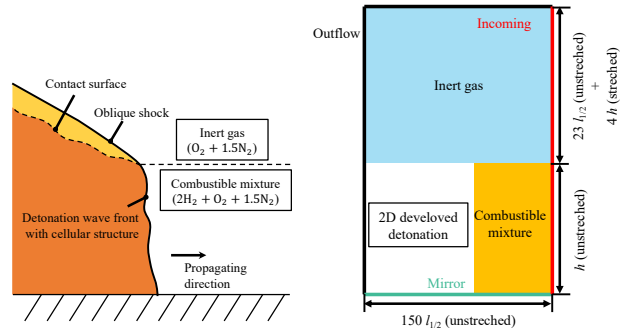 Contact surface
Oblique shock
Inert gas
(O₂ + 1.5N₂)
Combustible mixture
(2H₂ + O₂ + 1.5N₂)
Detonation wave front
with cellular structure
Propagating
direction
Outflow
Incoming
Inert gas
23 l₁/₂ (unstreched)
+
4 h (streched)
2D develoved
detonation
Combustible
mixture
h (unstreched)
Mirror
150 l₁/₂ (unstreched)